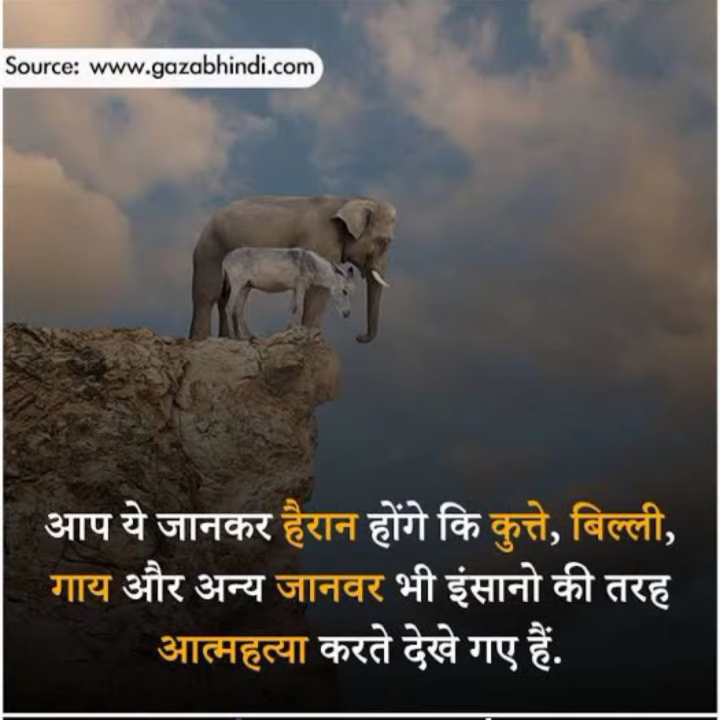 Source: www.gazabhindi.com
आप ये जानकर हैरान होंगे कि कुत्ते, बिल्ली,
गाय और अन्य जानवर भी इंसानो की तरह
आत्महत्या करते देखे गए हैं.